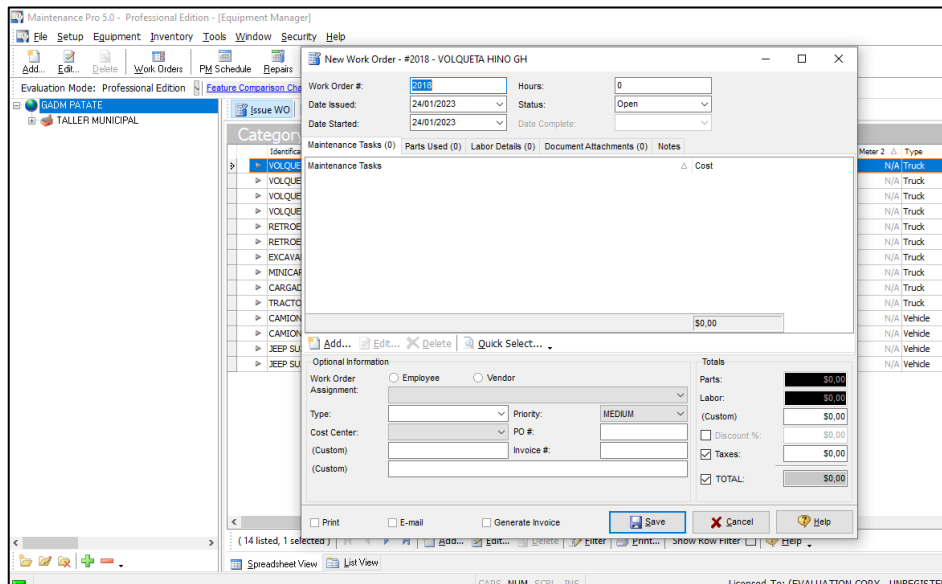 Maintenance Pro 5.0 - Professional Edition - [Equipment Manager]
File Setup Equipment Inventory Tools Window Security Help
Add... Edit... Delete Work Orders PM Schedule Repairs
Evaluation Mode: Professional Edition Feature Comparison Cha
GADM PATATE
TALLER MUNICIPAL
Issue WO
Category
Identifica
Meter 2 Type
VOLQUE N/A Truck
VOLQUE N/A Truck
VOLQUE N/A Truck
VOLQUE N/A Truck
RETROE N/A Truck
RETROE N/A Truck
EXCAVA N/A Truck
MINICAR N/A Truck
CARGAD N/A Truck
TRACTO N/A Truck
CAMION N/A Vehicle
CAMION N/A Vehicle
JEEP SU N/A Vehicle
JEEP SU N/A Vehicle
New Work Order - #2018 - VOLQUETA HINO GH
Work Order #: 2018 Hours: 0
Date Issued: 24/01/2023 Status: Open
Date Started: 24/01/2023 Date Complete:
Maintenance Tasks (0) Parts Used (0) Labor Details (0) Document Attachments (0) Notes
Maintenance Tasks Cost
$0,00
Add... Edit... Delete Quick Select...
Optional Information
Work Order Assignment: Employee Vendor
Type: Priority: MEDIUM
Cost Center: PO #:
(Custom) Invoice #:
(Custom)
Totals
Parts: $0,00
Labor: $0,00
(Custom) $0,00
Discount %: $0,00
Taxes: $0,00
TOTAL: $0,00
Print E-mail Generate Invoice Save Cancel Help
(14 listed, 1 selected) Add... Edit... Delete Filter Print... Show Row Filter Help
Spreadsheet View List View
CAPS NUM SCRL INS Licensed To: (EVALUATION COPY - UNREGISTE